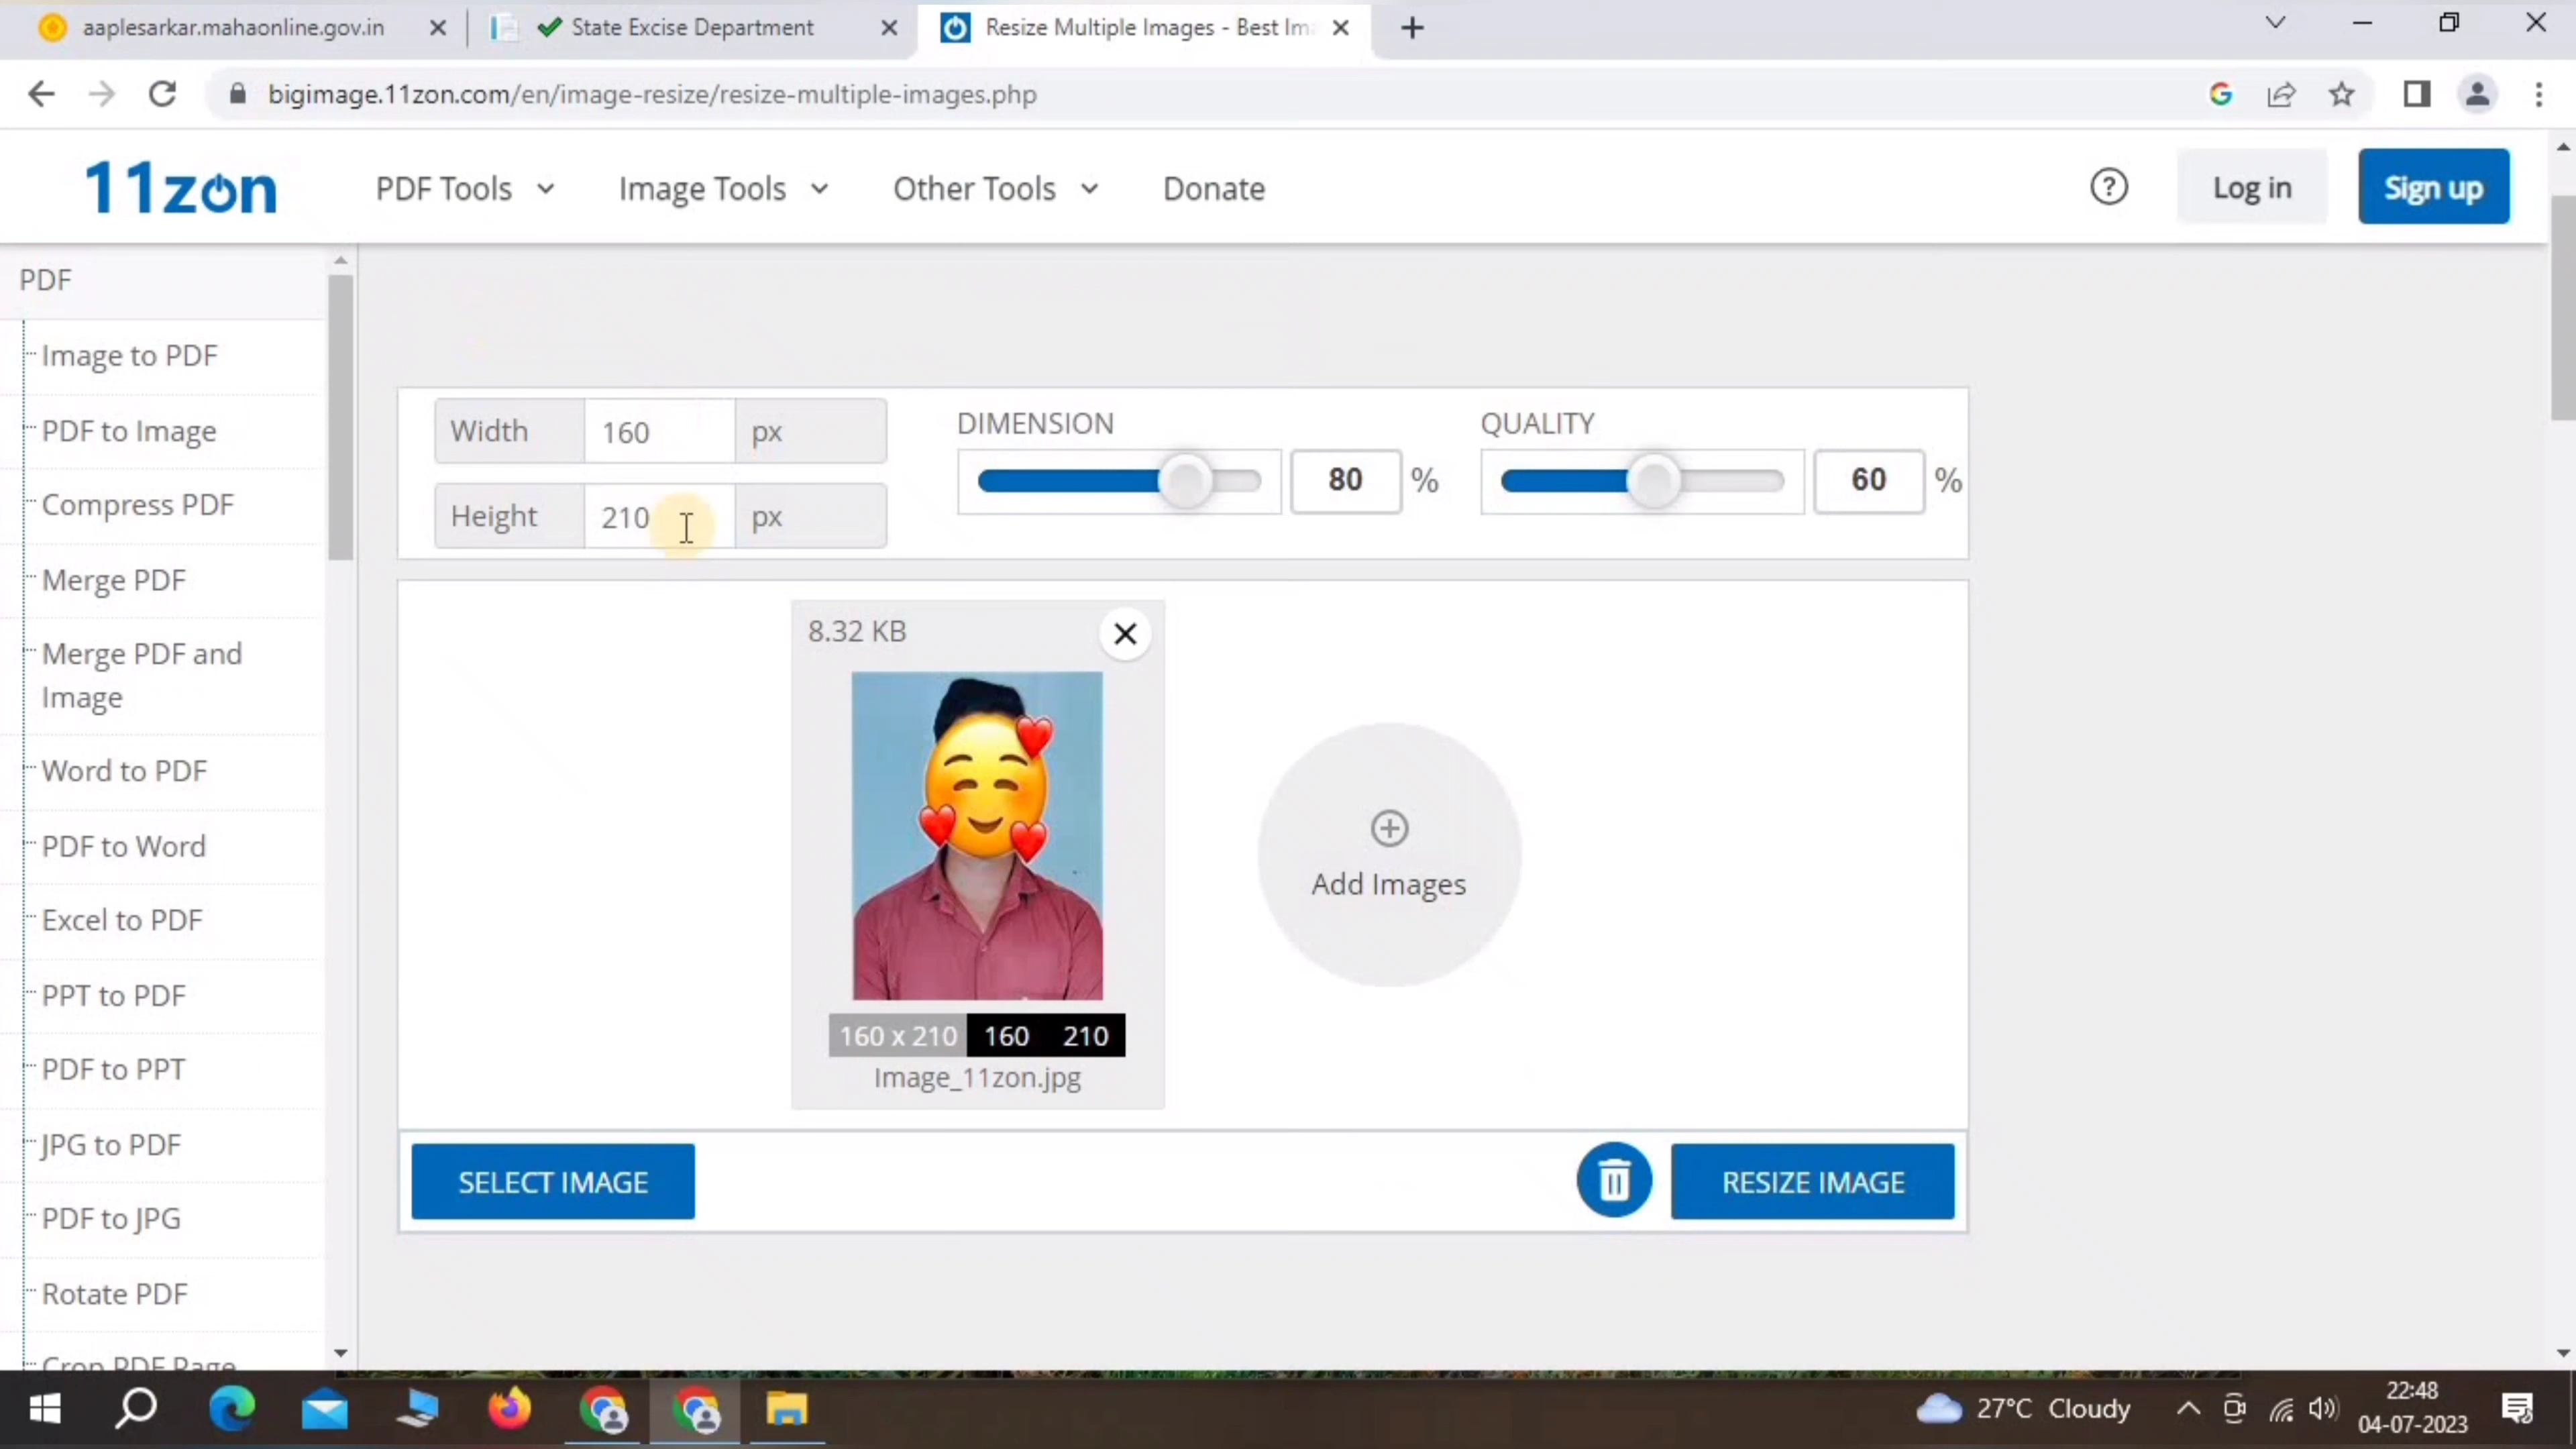 aaplesarkar.mahaonline.gov.in
State Excise Department
Resize Multiple Images - Best Im
bigimage.11zon.com/en/image-resize/resize-multiple-images.php
11zon
PDF Tools
Image Tools
Other Tools
Donate
Log in
Sign up
PDF
Image to PDF
PDF to Image
Compress PDF
Merge PDF
Merge PDF and
Image
Word to PDF
PDF to Word
Excel to PDF
PPT to PDF
PDF to PPT
JPG to PDF
PDF to JPG
Rotate PDF
Crop PDF Page
Width 160 px
Height 210 px
DIMENSION
80 %
QUALITY
60 %
8.32 KB
160 x 210 160 210
Image_11zon.jpg
Add Images
SELECT IMAGE
RESIZE IMAGE
27°C Cloudy
22:48
04-07-2023